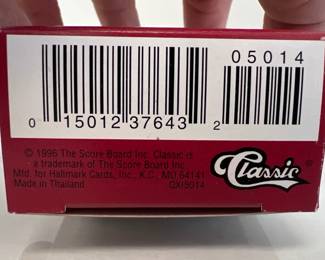 05014
0 15012 37643 2
© 1996 The Score Board Inc. Classic is
a trademark of The Score Board Inc.
Mfd. for Hallmark Cards, Inc., K.C., MO 64141
Made in Thailand QXI5014
Classic